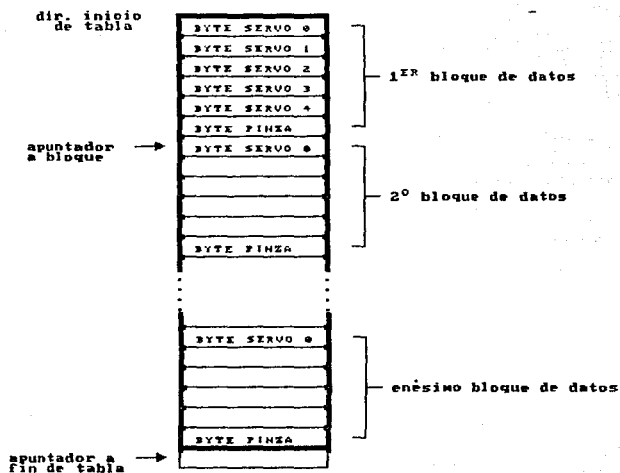 dir. inicio
de tabla
BYTE SERVO 0
BYTE SERVO 1
BYTE SERVO 2
BYTE SERVO 3
BYTE SERVO 4
BYTE PINZA
1ER bloque de datos
apuntador
a bloque
BYTE SERVO 0
BYTE PINZA
2º bloque de datos
BYTE SERVO 0
BYTE PINZA
enésimo bloque de datos
apuntador a
fin de tabla